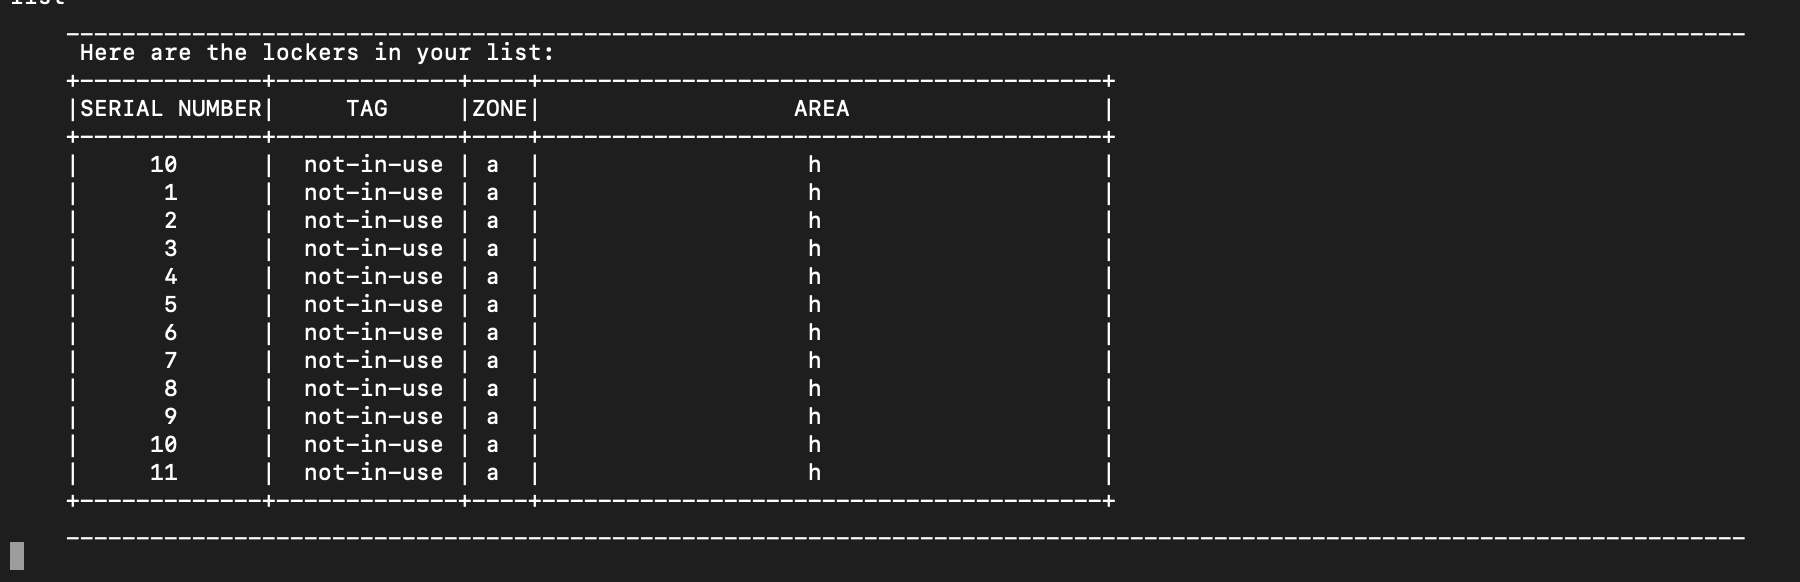 list
Here are the lockers in your list:
|SERIAL NUMBER| TAG |ZONE| AREA |
| 10 | not-in-use | a | h |
| 1 | not-in-use | a | h |
| 2 | not-in-use | a | h |
| 3 | not-in-use | a | h |
| 4 | not-in-use | a | h |
| 5 | not-in-use | a | h |
| 6 | not-in-use | a | h |
| 7 | not-in-use | a | h |
| 8 | not-in-use | a | h |
| 9 | not-in-use | a | h |
| 10 | not-in-use | a | h |
| 11 | not-in-use | a | h |